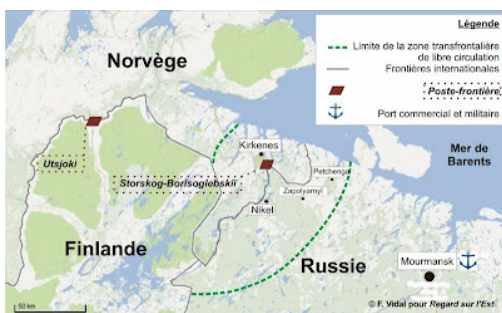 Légende
Limite de la zone transfrontalière
de libre circulation
Frontières internationales
Poste-frontière
Port commercial et militaire
Norvège
Mer de
Barents
Kirkenes
Petchenga
Utsjoki
Storskog-Borisoglebskii
Zapolyarnyi
Nikel
Finlande
Russie
Mourmansk
50 km
© F. Vidal pour Regard sur l'Est